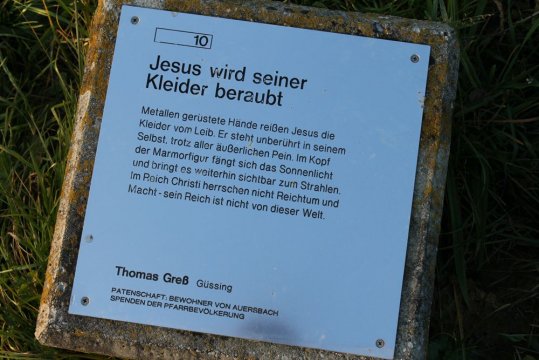 10
Jesus wird seiner
Kleider beraubt
Metallen gerüstete Hände reißen Jesus die
Kleider vom Leib. Er steht unberührt in seinem
Selbst, trotz aller äußerlichen Pein. Im Kopf
der Marmorfigur fängt sich das Sonnenlicht
und bringt es weiterhin sichtbar zum Strahlen.
Im Reich Christi herrschen nicht Reichtum und
Macht - sein Reich ist nicht von dieser Welt.
Thomas Greß Güssing
PATENSCHAFT: BEWOHNER VON AUERSBACH
SPENDEN DER PFARRBEVÖLKERUNG